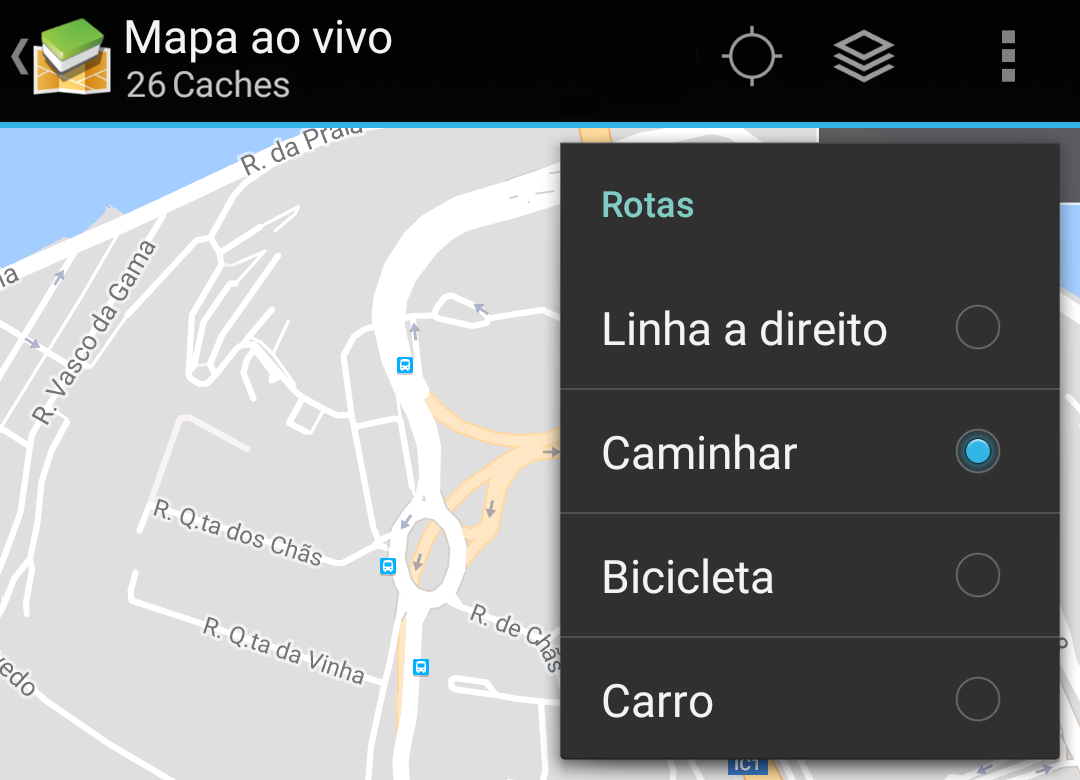 Mapa ao vivo
26 Caches
R. da Praia
R. Vasco da Gama
R. Q.ta dos Chãs
R. Q.ta da Vinha
R. de Chãs
IC1
Rotas
Linha a direito
Caminhar
Bicicleta
Carro